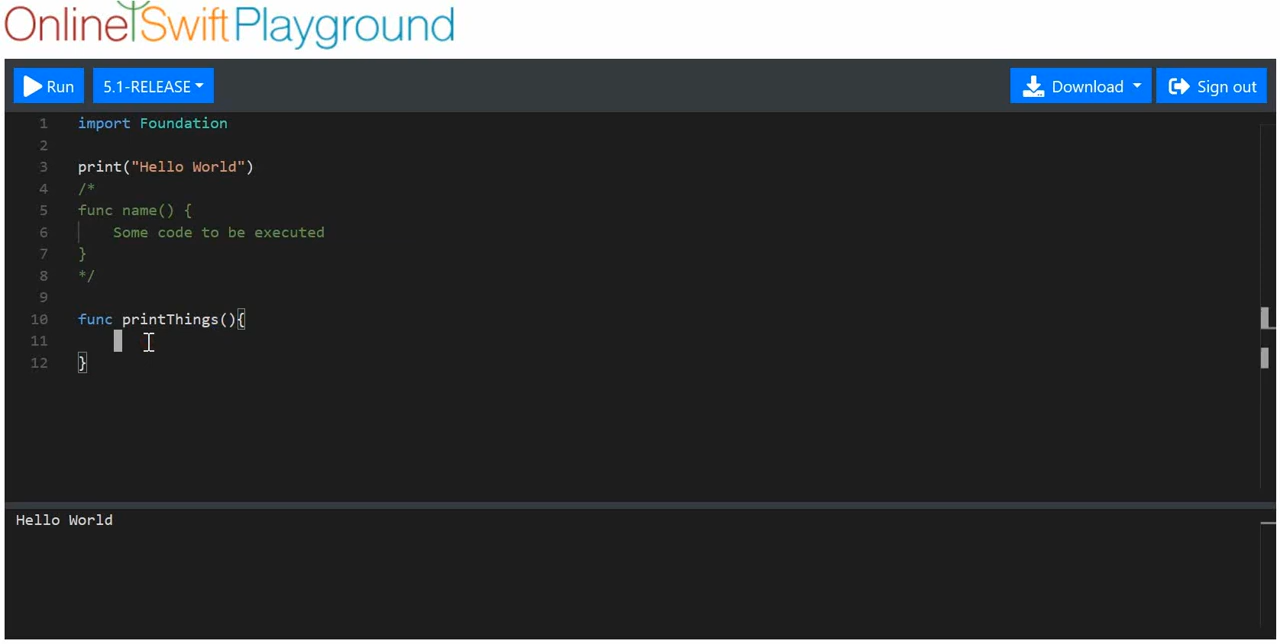 OnlineSwiftPlayground
Run 5.1-RELEASE Download Sign out
1 import Foundation
2
3 print("Hello World")
4 /*
5 func name() {
6 Some code to be executed
7 }
8 */
9
10 func printThings(){
11
12 }
Hello World